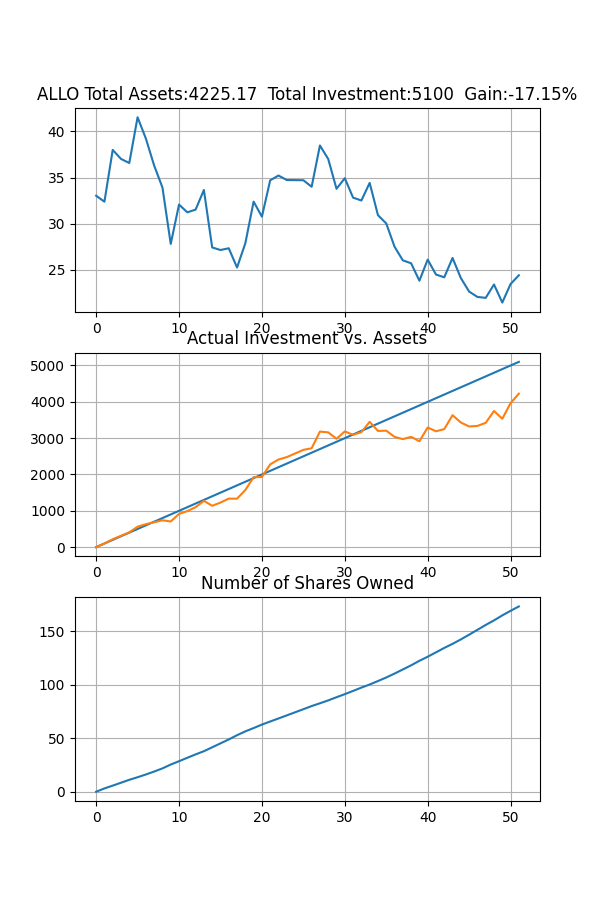 ALLO Total Assets:4225.17  Total Investment:5100  Gain:-17.15%
40
35
30
25
0 10 20 30 40 50
Actual Investment vs. Assets
5000
4000
3000
2000
1000
0
0 10 20 30 40 50
Number of Shares Owned
150
100
50
0
0 10 20 30 40 50